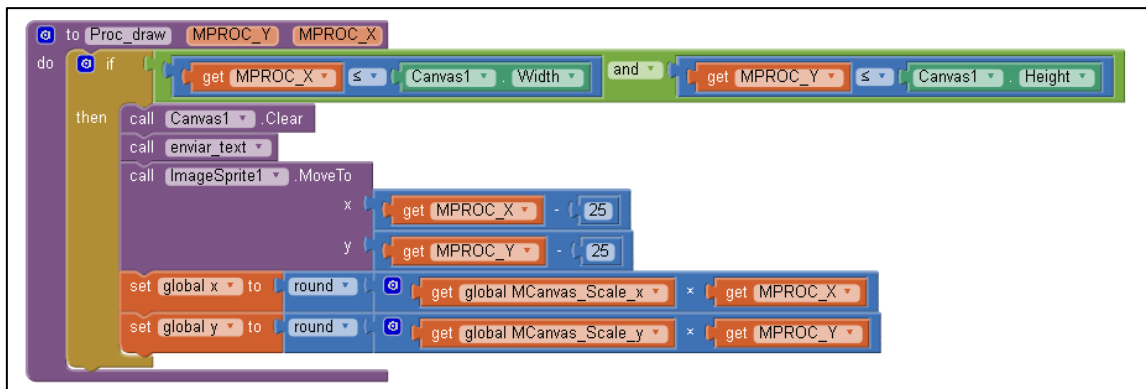 to Proc_draw MPROC_Y MPROC_X
do if get MPROC_X ≤ Canvas1 . Width and get MPROC_Y ≤ Canvas1 . Height
then call Canvas1 .Clear
call enviar_text
call ImageSprite1 .MoveTo
x get MPROC_X - 25
y get MPROC_Y - 25
set global x to round get global MCanvas_Scale_x × get MPROC_X
set global y to round get global MCanvas_Scale_y × get MPROC_Y